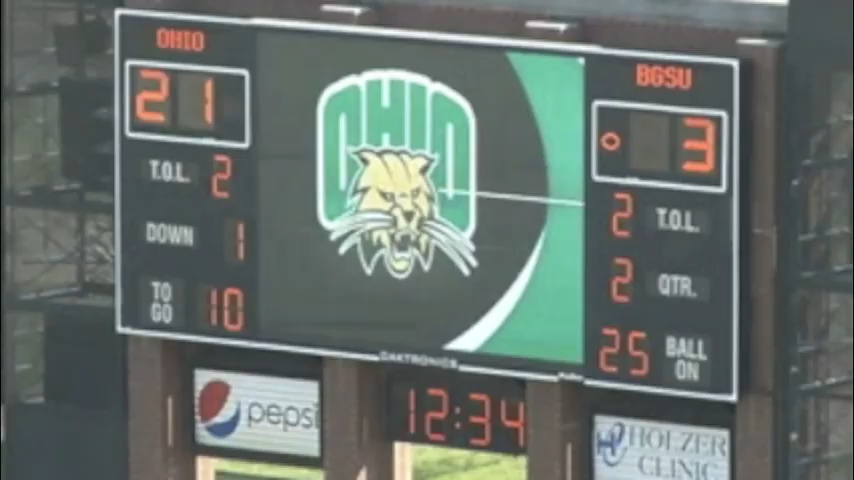 OHIO
BGSU
21
3
OHIO
T.O.L. 2
2 T.O.L.
DOWN 1
2 QTR.
TO GO 10
25 BALL ON
DAKTRONICS
pepsi
12:34
HOLZER
CLINIC